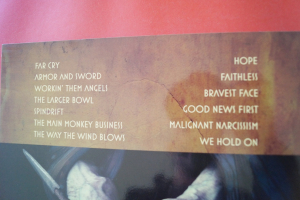 FAR CRY
ARMOR AND SWORD
WORKIN' THEM ANGELS
THE LARGER BOWL
SPINDRIFT
THE MAIN MONKEY BUSINESS
THE WAY THE WIND BLOWS
HOPE
FAITHLESS
BRAVEST FACE
GOOD NEWS FIRST
MALIGNANT NARCISSISM
WE HOLD ON